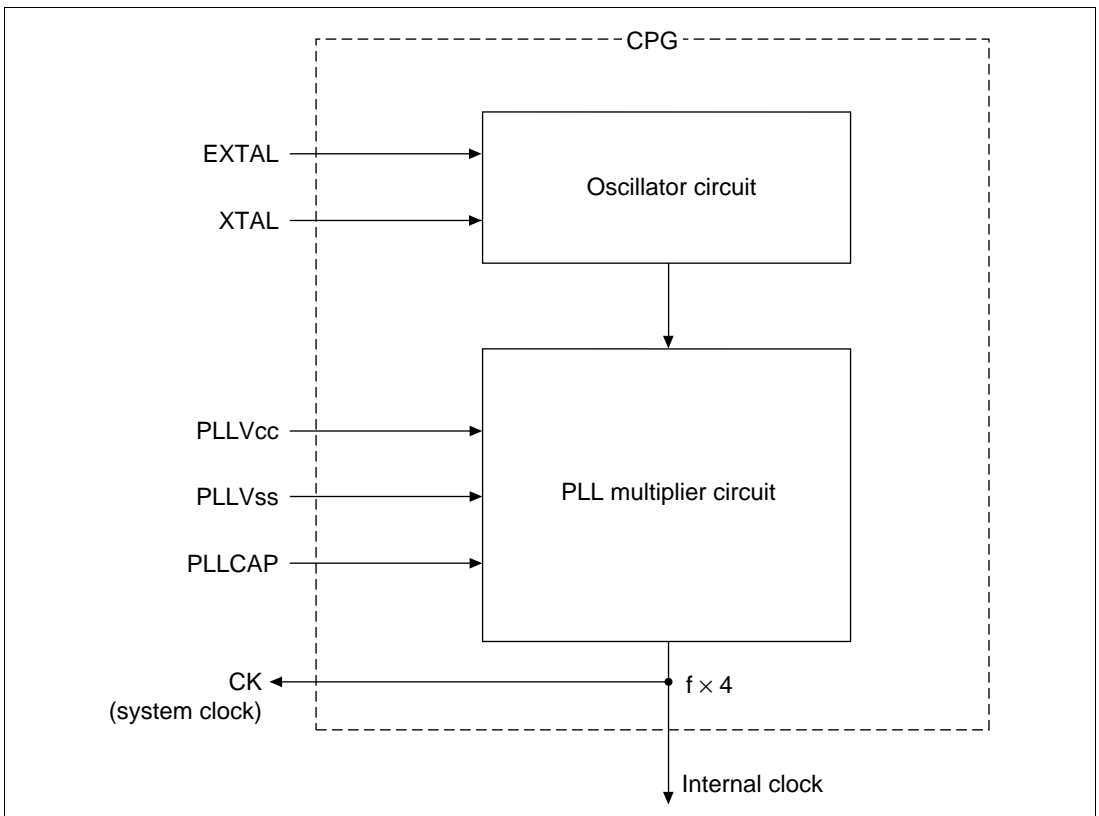 CPG
EXTAL
Oscillator circuit
XTAL
PLLVcc
PLLVss
PLL multiplier circuit
PLLCAP
CK
(system clock)
f × 4
Internal clock